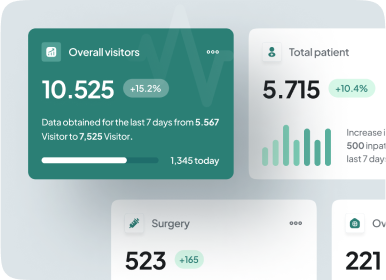 Overall visitors
10.525 +15.2%
Data obtained for the last 7 days from 5.567
Visitor to 7,525 Visitor.
1,345 today
Total patient
5.715 +10.4%
Increase i
500 inpat
last 7 days
Surgery
523 +165
Ov
221